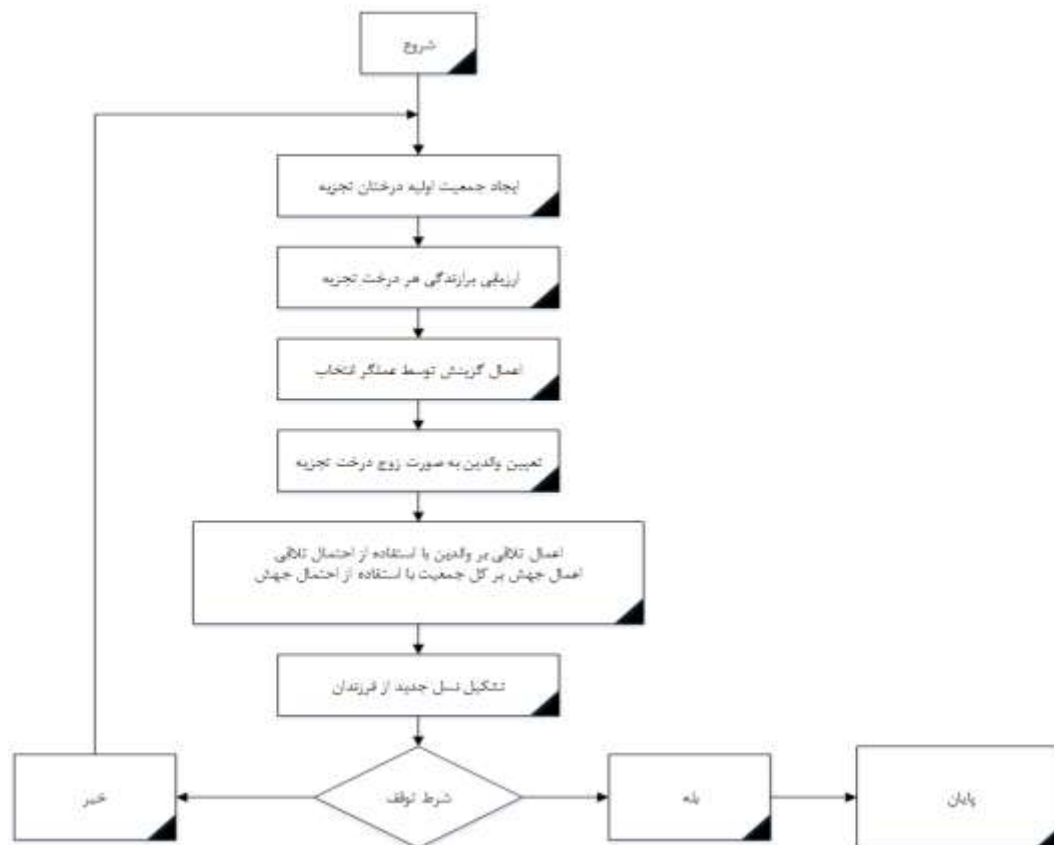 شروع
ایجاد جمعیت اولیه درختان تجزیه
ارزیابی برازندگی هر درخت تجزیه
اعمال گزینش توسط عملگر انتخاب
تعیین والدین به صورت زوج درخت تجزیه
اعمال تلاقی بر والدین با استفاده از احتمال تلاقی
اعمال جهش بر کل جمعیت با استفاده از احتمال جهش
تشکیل نسل جدید از فرزندان
شرط توقف
خیر
بله
پایان